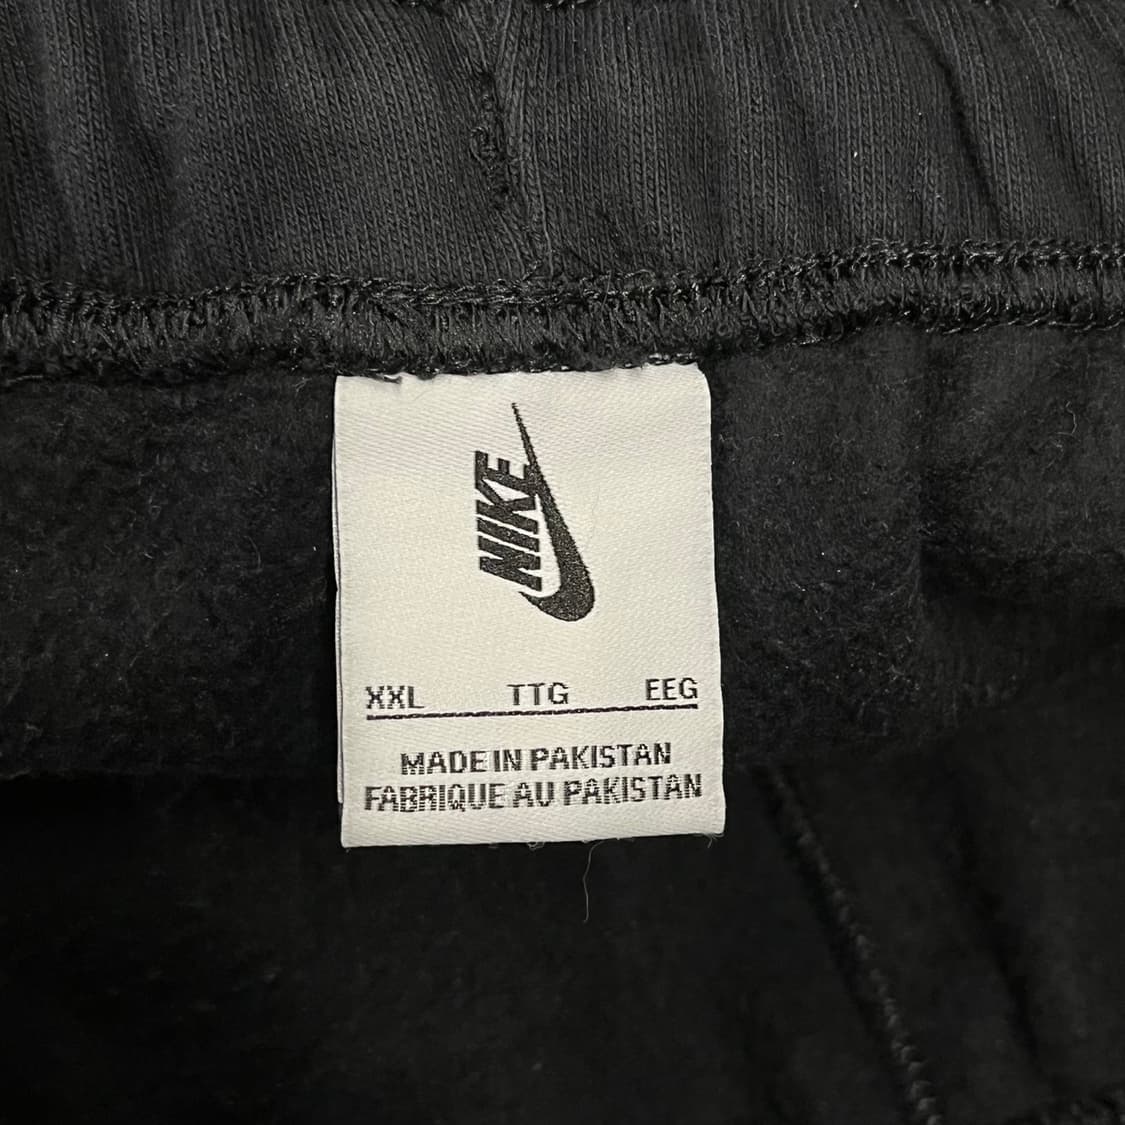 NIKE
XXL TTG EEG
MADE IN PAKISTAN
FABRIQUE AU PAKISTAN